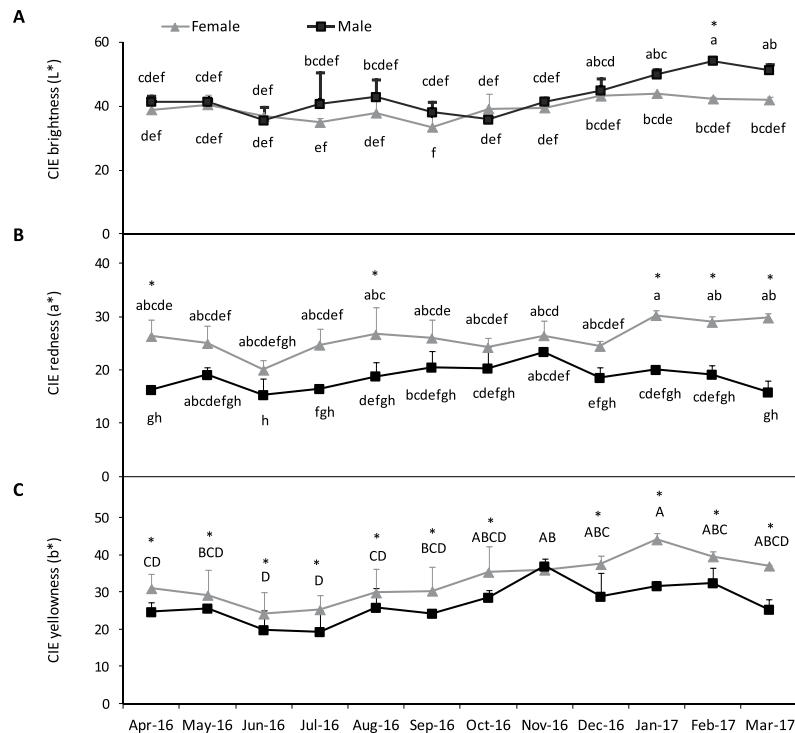 A
Female Male
CIE brightness (L*)
60
40
20
0
*
cdef cdef def bcdef bcdef cdef def cdef abcd abc a ab
def cdef def ef def f def def bcdef bcde bcdef bcdef
B
CIE redness (a*)
40
30
20
10
0
* * * * *
abcde abcdef abcdefgh abcdef abc abcde abcdef abcd abcdef a ab ab
gh abcdefgh h fgh defgh bcdefgh cdefgh abcdef efgh cdefgh cdefgh gh
C
CIE yellowness (b*)
50
40
30
20
10
0
* * * * * * * * * * *
CD BCD D D CD BCD ABCD AB ABC A ABC ABCD
Apr-16 May-16 Jun-16 Jul-16 Aug-16 Sep-16 Oct-16 Nov-16 Dec-16 Jan-17 Feb-17 Mar-17